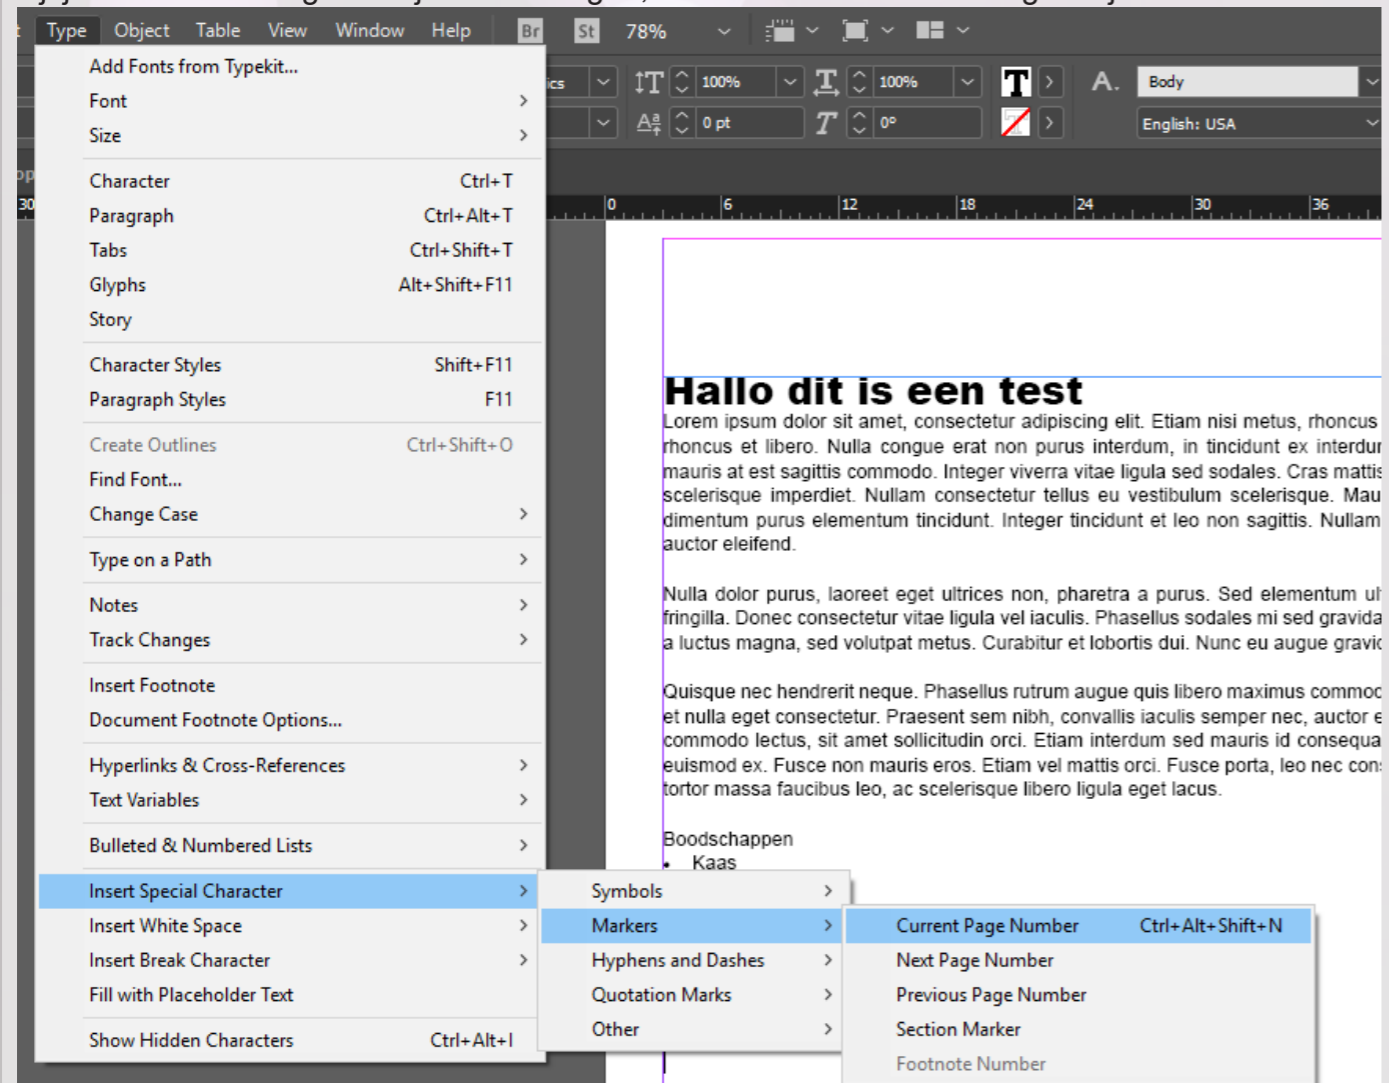 Type Object Table View Window Help Br St 78%
Add Fonts from Typekit...
Font
Size
Character Ctrl+T
Paragraph Ctrl+Alt+T
Tabs Ctrl+Shift+T
Glyphs Alt+Shift+F11
Story
Character Styles Shift+F11
Paragraph Styles F11
Create Outlines Ctrl+Shift+O
Find Font...
Change Case
Type on a Path
Notes
Track Changes
Insert Footnote
Document Footnote Options...
Hyperlinks & Cross-References
Text Variables
Bulleted & Numbered Lists
Insert Special Character
Insert White Space
Insert Break Character
Fill with Placeholder Text
Show Hidden Characters Ctrl+Alt+I
Symbols
Markers
Hyphens and Dashes
Quotation Marks
Other
Current Page Number Ctrl+Alt+Shift+N
Next Page Number
Previous Page Number
Section Marker
Footnote Number
100% 100% A. Body
0 pt 0° English: USA
30 0 6 12 18 24 30 36
Hallo dit is een test
Lorem ipsum dolor sit amet, consectetur adipiscing elit. Etiam nisi metus, rhoncus
rhoncus et libero. Nulla congue erat non purus interdum, in tincidunt ex
mauris at est sagittis commodo. Integer viverra vitae ligula sed sodales. Cras
scelerisque imperdiet. Nullam consectetur tellus eu vestibulum scelerisque.
dimentum purus elementum tincidunt. Integer tincidunt et leo non sagittis. Nullam
auctor eleifend.
Nulla dolor purus, laoreet eget ultrices non, pharetra a purus. Sed elementum
fringilla. Donec consectetur vitae ligula vel iaculis. Phasellus sodales mi sed gravida
a luctus magna, sed volutpat metus. Curabitur et lobortis dui. Nunc eu augue
Quisque nec hendrerit neque. Phasellus rutrum augue quis libero maximus
et nulla eget consectetur. Praesent sem nibh, convallis iaculis semper nec, auctor
commodo lectus, sit amet sollicitudin orci. Etiam interdum sed mauris id
euismod ex. Fusce non mauris eros. Etiam vel mattis orci. Fusce porta, leo nec
tortor massa faucibus leo, ac scelerisque libero ligula eget lacus.
Boodschappen
• Kaas